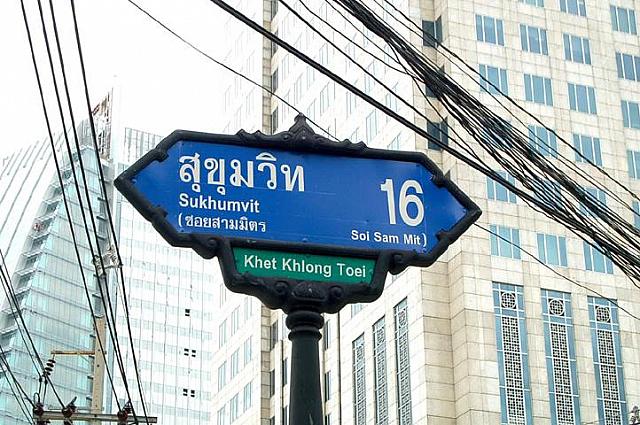 สุขุมวิท 16
Sukhumvit
(ซอยสามมิตร Soi Sam Mit)
Khet Khlong Toei